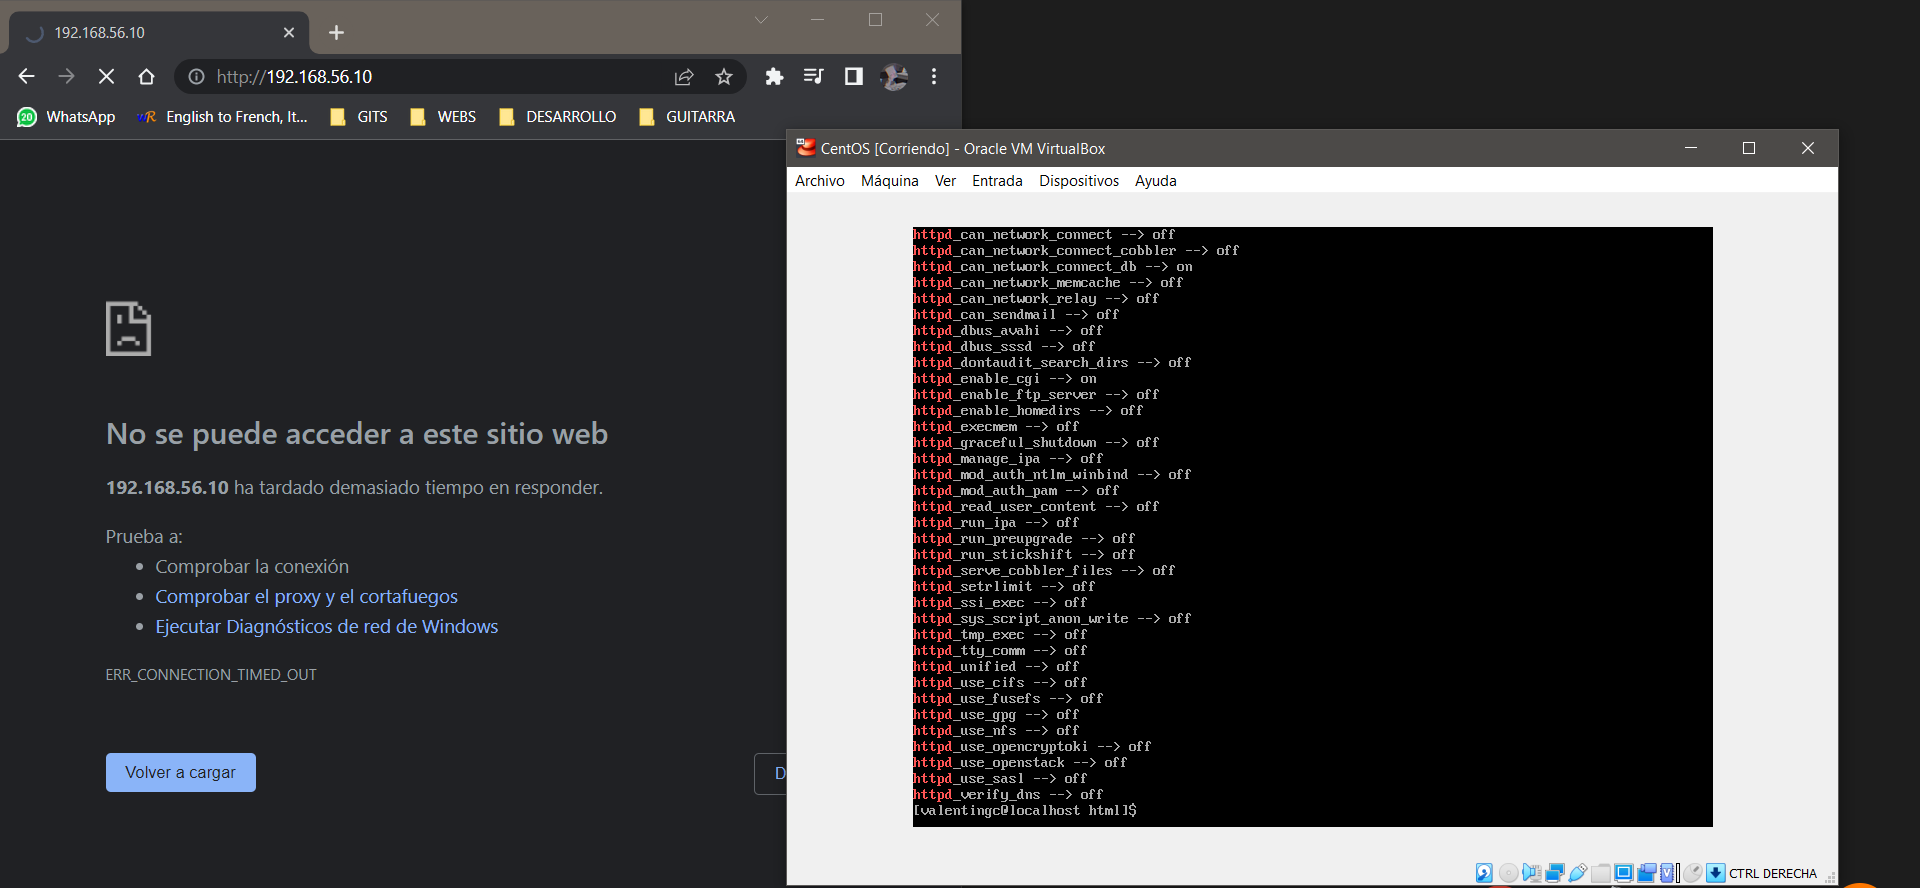 192.168.56.10
http://192.168.56.10
20 WhatsApp
WR English to French, It...
GITS
WEBS
DESARROLLO
GUITARRA
No se puede acceder a este sitio web
192.168.56.10 ha tardado demasiado tiempo en responder.
Prueba a:
• Comprobar la conexión
• Comprobar el proxy y el cortafuegos
• Ejecutar Diagnósticos de red de Windows
ERR_CONNECTION_TIMED_OUT
Volver a cargar
D
CentOS [Corriendo] - Oracle VM VirtualBox
Archivo Máquina Ver Entrada Dispositivos Ayuda
httpd_can_network_connect --> off
httpd_can_network_connect_cobbler --> off
httpd_can_network_connect_db --> on
httpd_can_network_memcache --> off
httpd_can_network_relay --> off
httpd_can_sendmail --> off
httpd_dbus_avahi --> off
httpd_dbus_sssd --> off
httpd_dontaudit_search_dirs --> off
httpd_enable_cgi --> on
httpd_enable_ftp_server --> off
httpd_enable_homedirs --> off
httpd_execmem --> off
httpd_graceful_shutdown --> off
httpd_manage_ipa --> off
httpd_mod_auth_ntlm_winbind --> off
httpd_mod_auth_pam --> off
httpd_read_user_content --> off
httpd_run_ipa --> off
httpd_run_preupgrade --> off
httpd_run_stickshift --> off
httpd_serve_cobbler_files --> off
httpd_setrlimit --> off
httpd_ssi_exec --> off
httpd_sys_script_anon_write --> off
httpd_tmp_exec --> off
httpd_tty_comm --> off
httpd_unified --> off
httpd_use_cifs --> off
httpd_use_fusefs --> off
httpd_use_gpg --> off
httpd_use_nfs --> off
httpd_use_opencryptoki --> off
httpd_use_openstack --> off
httpd_use_sasl --> off
httpd_verify_dns --> off
[valentingc@localhost html]$
CTRL DERECHA